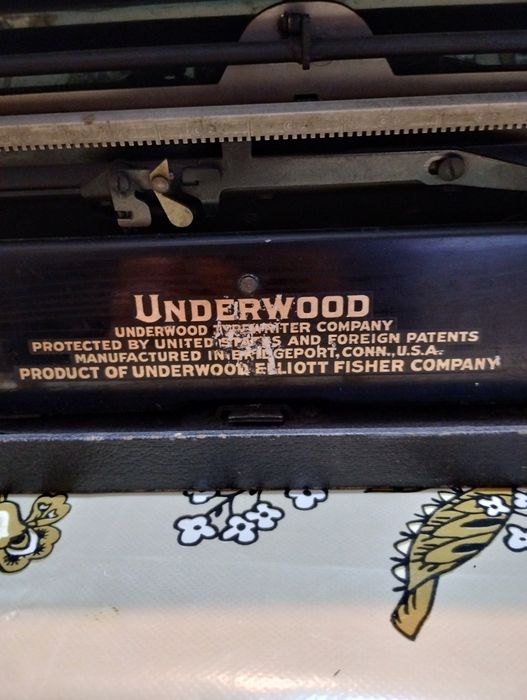 UNDERWOOD
UNDERWOOD TYPEWRITER COMPANY
PROTECTED BY UNITED STATES AND FOREIGN PATENTS
MANUFACTURED IN BRIDGEPORT, CONN., U.S.A.
PRODUCT OF UNDERWOOD ELLIOTT FISHER COMPANY